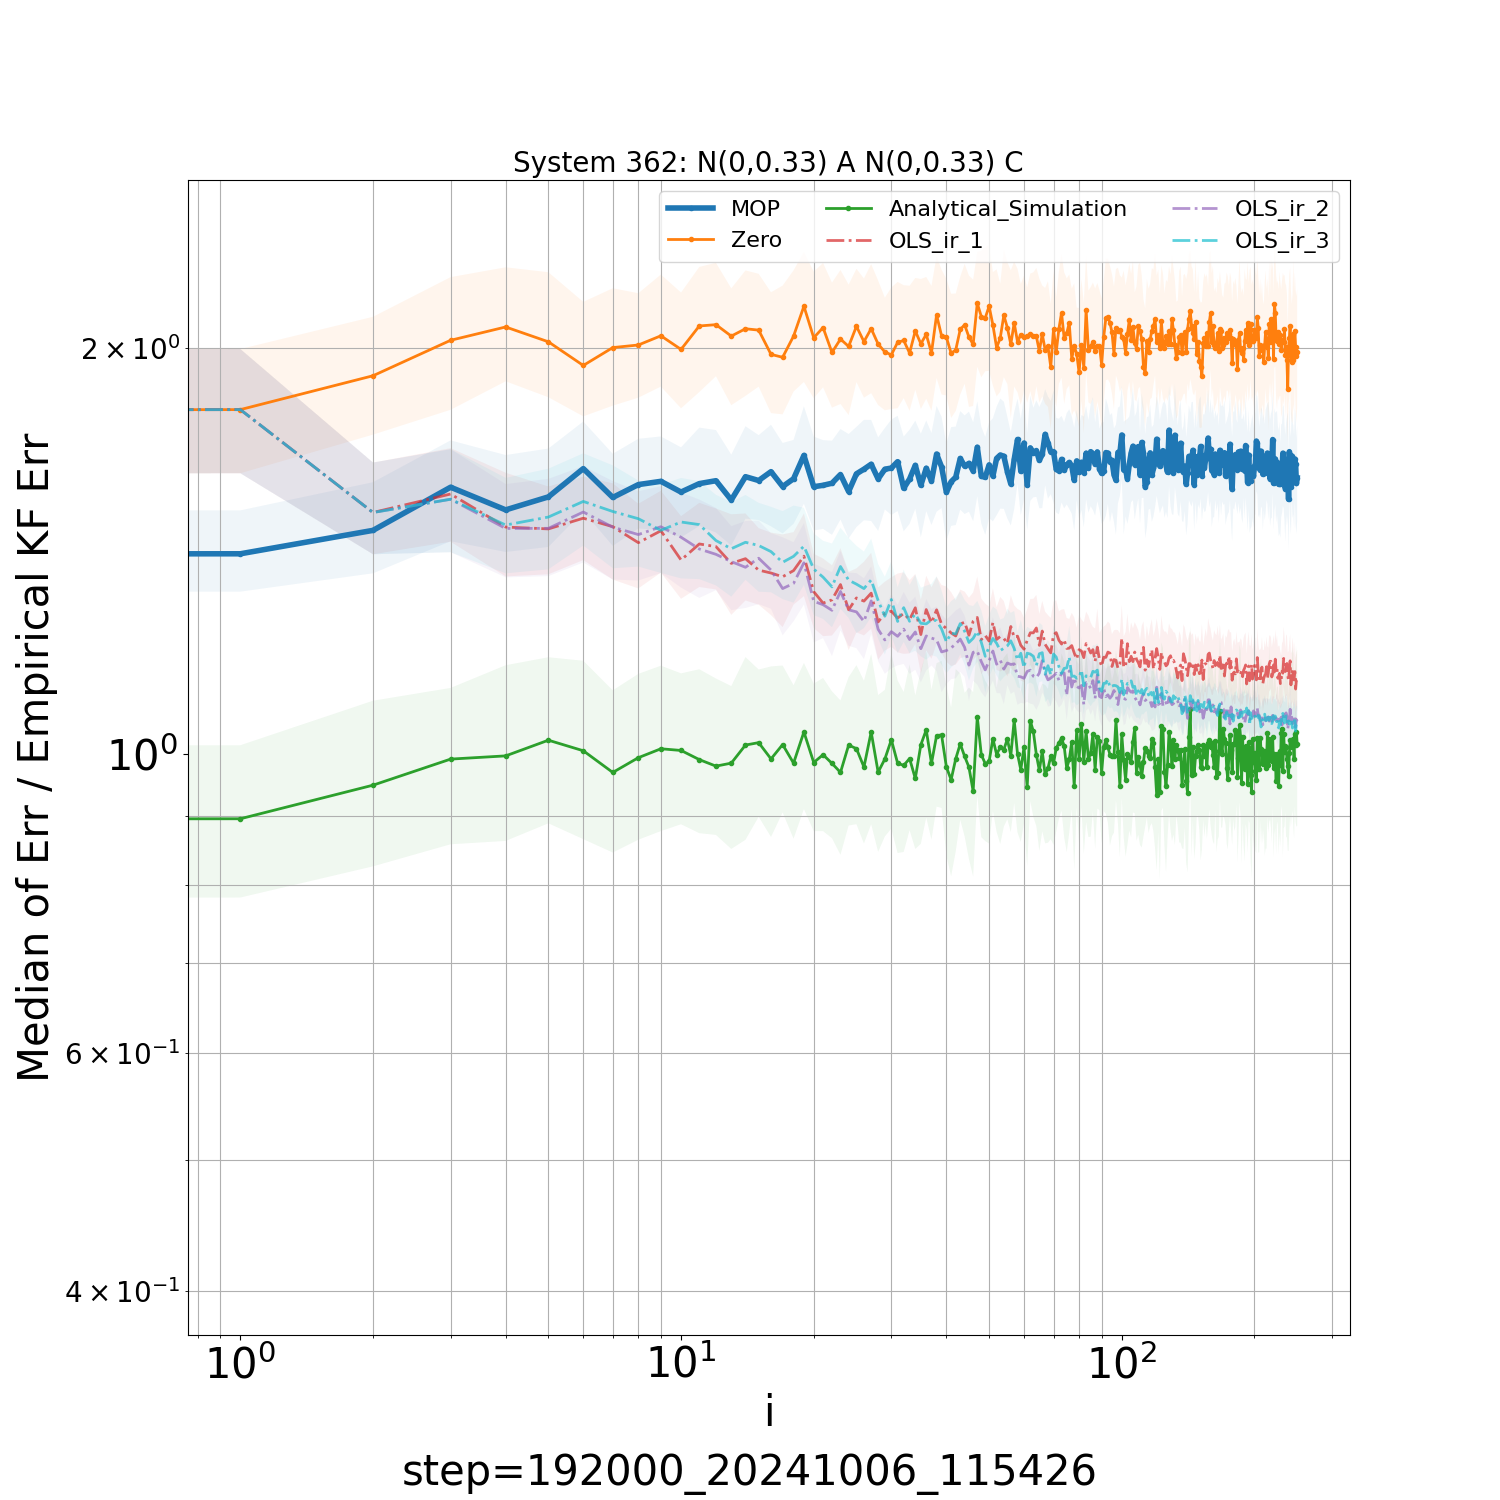 System 362: N(0,0.33) A N(0,0.33) C
MOP
Zero
Analytical_Simulation
OLS_ir_1
OLS_ir_2
OLS_ir_3
Median of Err / Empirical KF Err
2 × 10⁰
10⁰
6 × 10⁻¹
4 × 10⁻¹
10⁰ 10¹ 10²
i
step=192000_20241006_115426